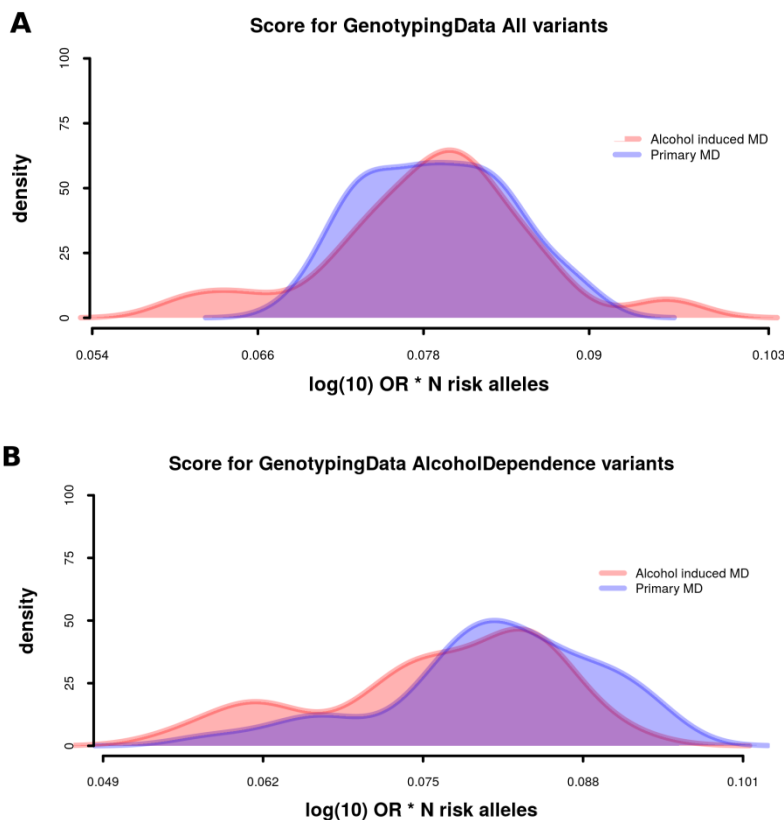 A
Score for GenotypingData All variants
100
75
50
25
0
density
Alcohol induced MD
Primary MD
0.054 0.066 0.078 0.09 0.103
log(10) OR * N risk alleles
B
Score for GenotypingData AlcoholDependence variants
100
75
50
25
0
density
Alcohol induced MD
Primary MD
0.049 0.062 0.075 0.088 0.101
log(10) OR * N risk alleles